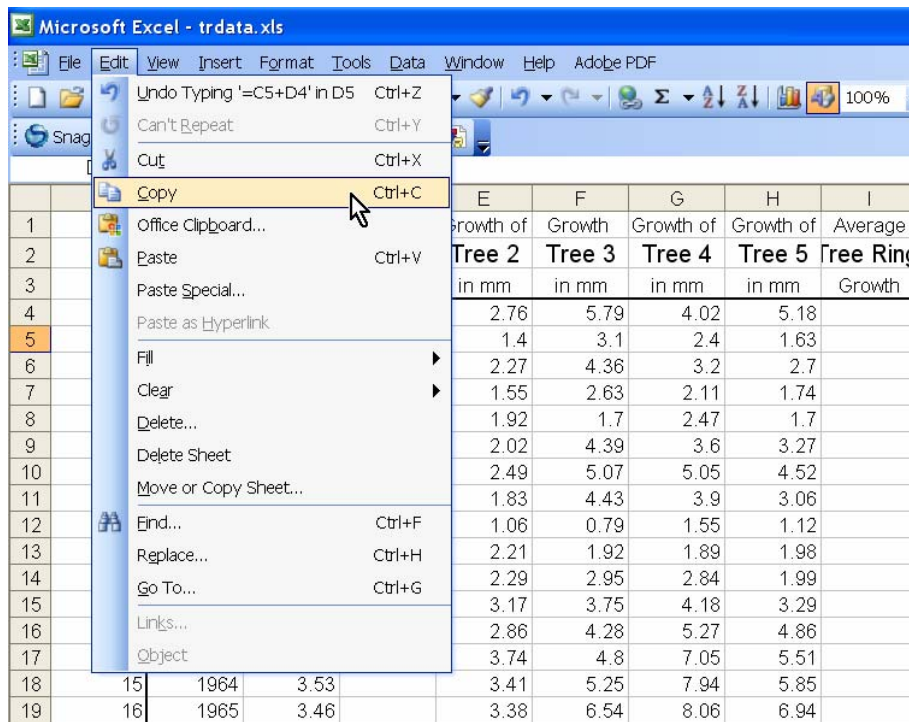 Microsoft Excel - trdata.xls
File Edit View Insert Format Tools Data Window Help Adobe PDF
100%
Snag
Undo Typing '=C5+D4' in D5 Ctrl+Z
Can't Repeat Ctrl+Y
Cut Ctrl+X
Copy Ctrl+C
Office Clipboard...
Paste Ctrl+V
Paste Special...
Paste as Hyperlink
Fill
Clear
Delete...
Delete Sheet
Move or Copy Sheet...
Find... Ctrl+F
Replace... Ctrl+H
Go To... Ctrl+G
Links...
Object
E F G H I
1 Growth of Growth Growth of Growth of Average
2 Tree 2 Tree 3 Tree 4 Tree 5 Tree Ring
3 in mm in mm in mm in mm Growth
4 2.76 5.79 4.02 5.18
5 1.4 3.1 2.4 1.63
6 2.27 4.36 3.2 2.7
7 1.55 2.63 2.11 1.74
8 1.92 1.7 2.47 1.7
9 2.02 4.39 3.6 3.27
10 2.49 5.07 5.05 4.52
11 1.83 4.43 3.9 3.06
12 1.06 0.79 1.55 1.12
13 2.21 1.92 1.89 1.98
14 2.29 2.95 2.84 1.99
15 3.17 3.75 4.18 3.29
16 2.86 4.28 5.27 4.86
17 3.74 4.8 7.05 5.51
18 15 1964 3.53 3.41 5.25 7.94 5.85
19 16 1965 3.46 3.38 6.54 8.06 6.94